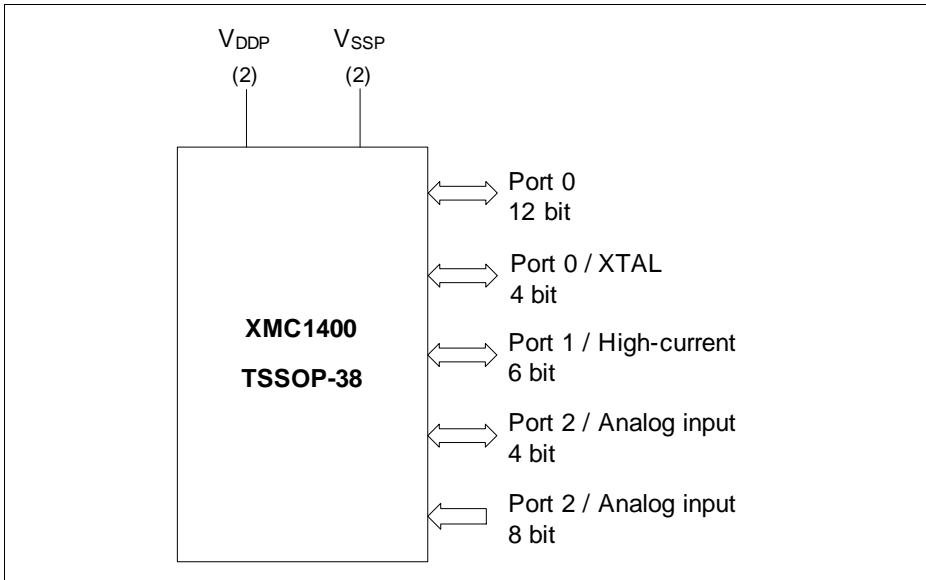 VDDP VSSP
(2) (2)
Port 0
12 bit
Port 0 / XTAL
4 bit
XMC1400
TSSOP-38
Port 1 / High-current
6 bit
Port 2 / Analog input
4 bit
Port 2 / Analog input
8 bit